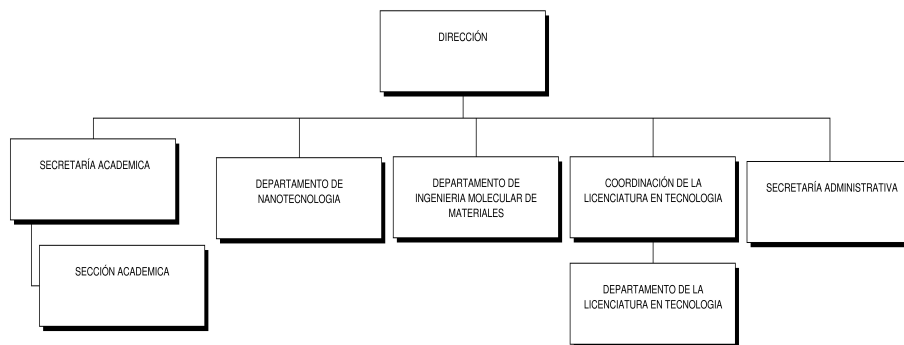 DIRECCIÓN
SECRETARÍA ACADEMICA
DEPARTAMENTO DE
NANOTECNOLOGIA
DEPARTAMENTO DE
INGENIERIA MOLECULAR DE
MATERIALES
COORDINACIÓN DE LA
LICENCIATURA EN TECNOLOGIA
SECRETARÍA ADMINISTRATIVA
SECCIÓN ACADEMICA
DEPARTAMENTO DE LA
LICENCIATURA EN TECNOLOGIA